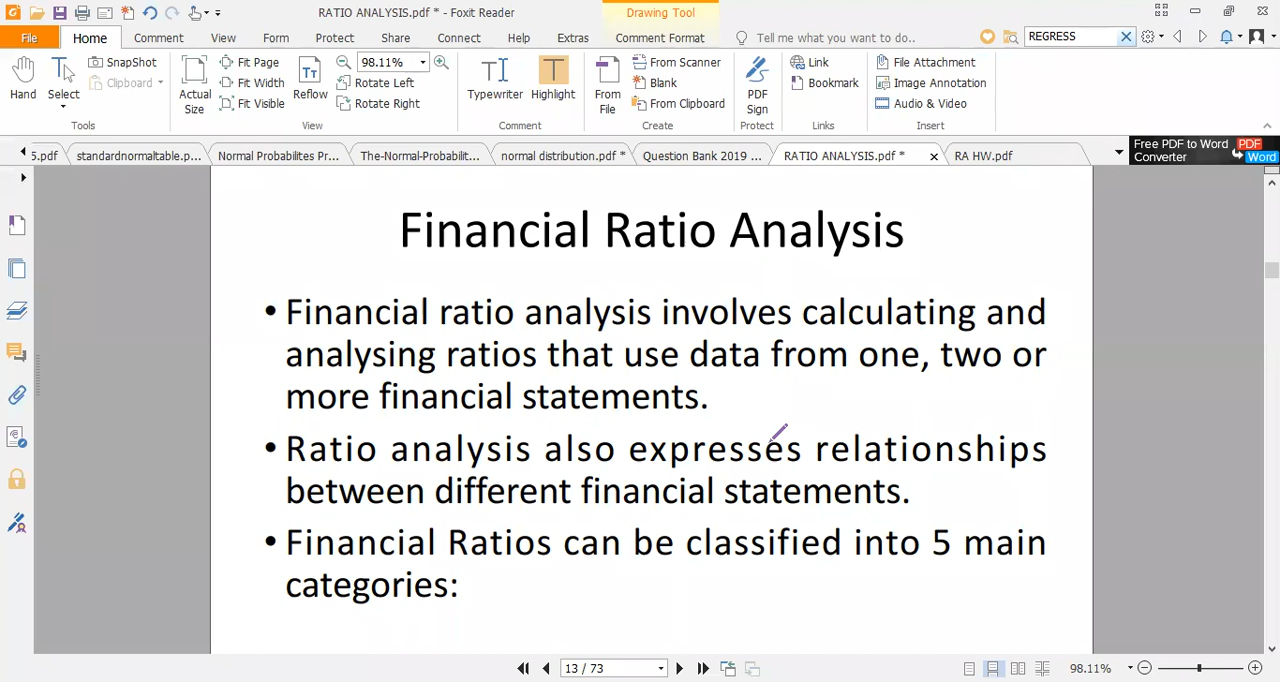 RATIO ANALYSIS.pdf * - Foxit Reader
Drawing Tool
File Home Comment View Form Protect Share Connect Help Extras Comment Format Tell me what you want to do.. REGRESS
Hand
Select
SnapShot
Clipboard
Tools
Actual Size
Fit Page
Fit Width
Fit Visible
Reflow
98.11%
Rotate Left
Rotate Right
View
Typewriter
Highlight
Comment
From File
From Scanner
Blank
From Clipboard
Create
PDF Sign
Protect
Link
Bookmark
Links
File Attachment
Image Annotation
Audio & Video
Insert
5.pdf standardnormaltable.p... Normal Probabilites Pr... The-Normal-Probabilit... normal distribution.pdf * Question Bank 2019 ... RATIO ANALYSIS.pdf * RA HW.pdf
Free PDF to Word PDF
Converter Word
Financial Ratio Analysis
• Financial ratio analysis involves calculating and
analysing ratios that use data from one, two or
more financial statements.
• Ratio analysis also expresses relationships
between different financial statements.
• Financial Ratios can be classified into 5 main
categories:
13 / 73
98.11%